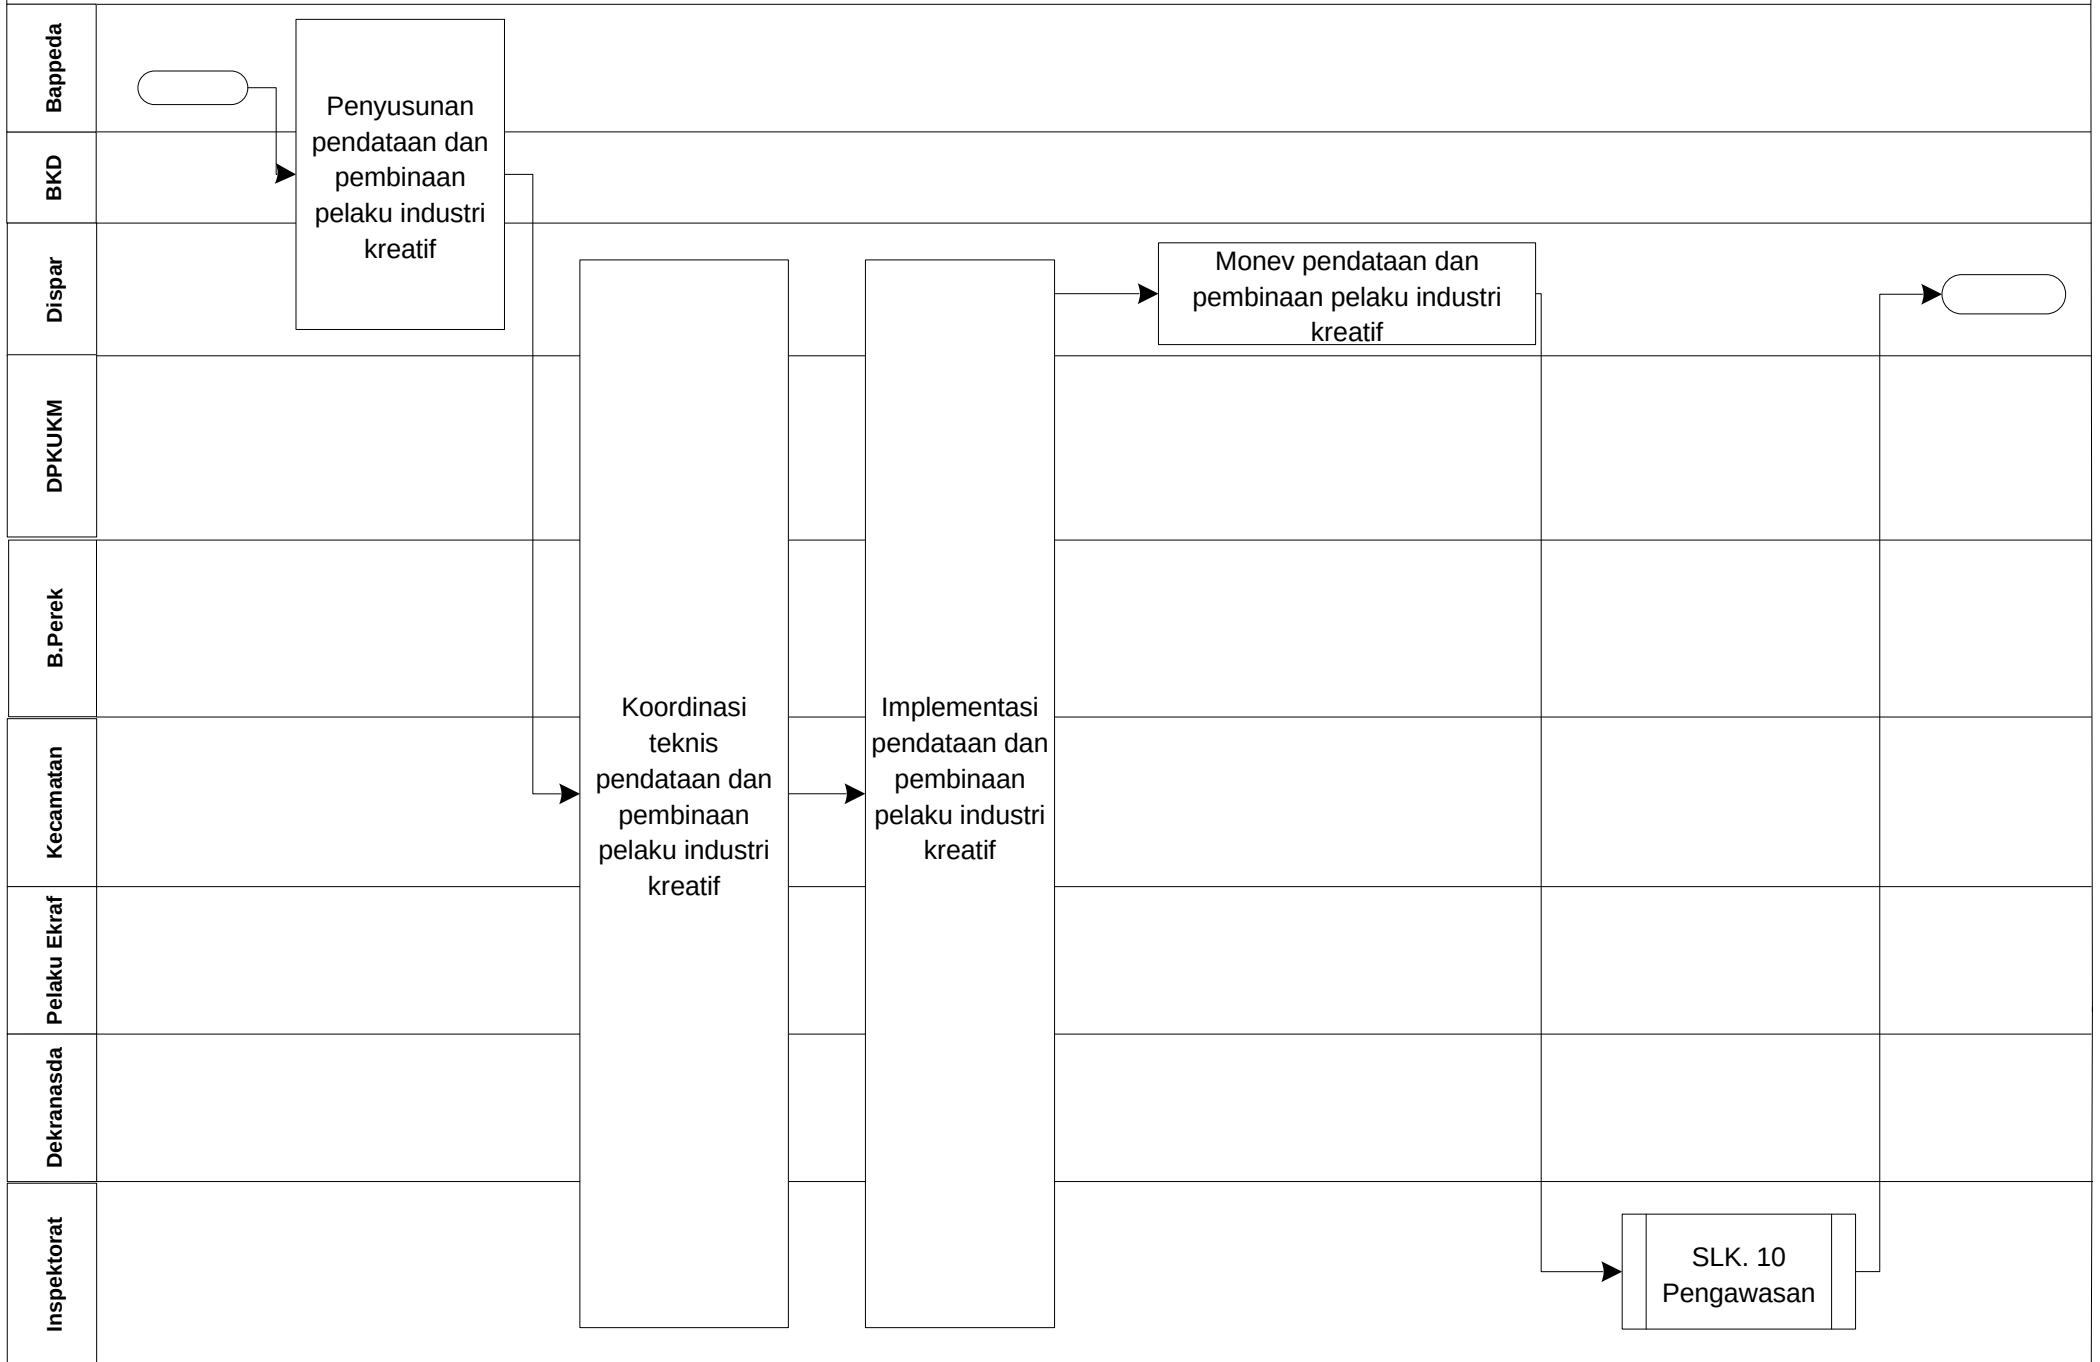 Bappeda
BKD
Dispar
DPKUKM
B.Perek
Kecamatan
Pelaku Ekraf
Dekranasda
Inspektorat
Penyusunan
pendataan dan
pembinaan
pelaku industri
kreatif
Koordinasi
teknis
pendataan dan
pembinaan
pelaku industri
kreatif
Implementasi
pendataan dan
pembinaan
pelaku industri
kreatif
Monev pendataan dan
pembinaan pelaku industri
kreatif
SLK. 10
Pengawasan